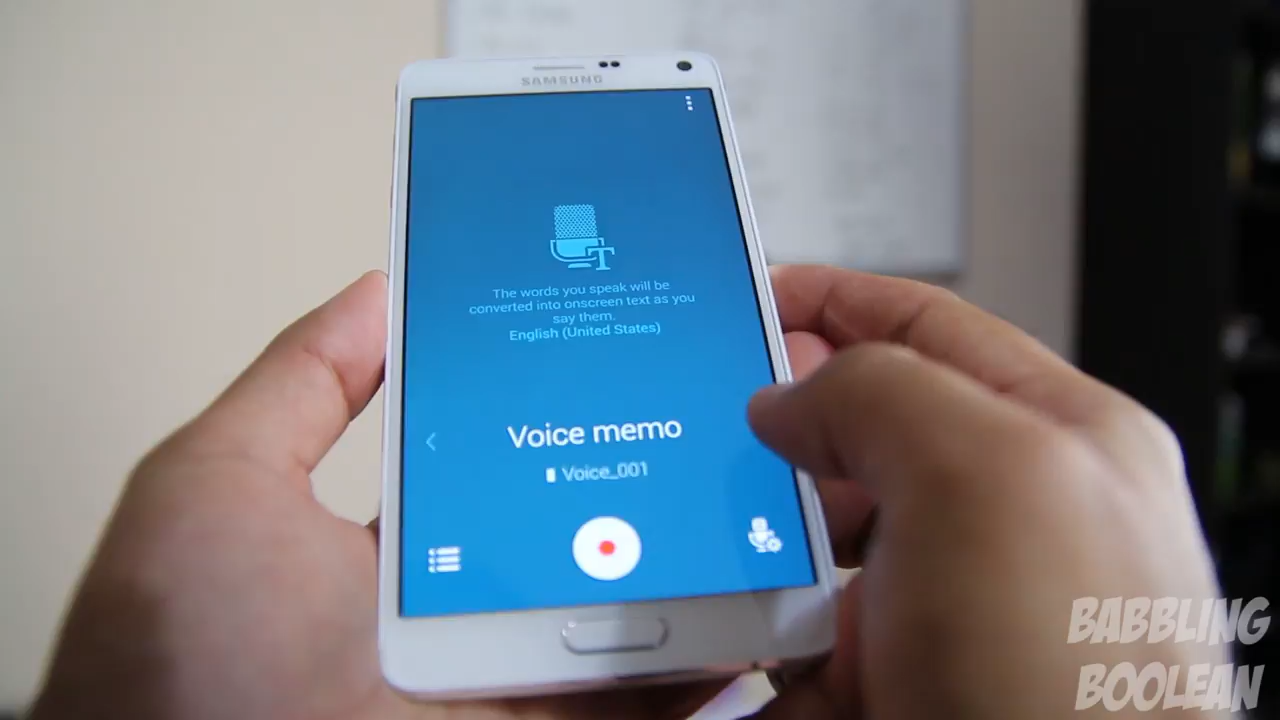 SAMSUNG
The words you speak will be
converted into onscreen text as you
say them.
English (United States)
Voice memo
Voice_001
BABBLING
BOOLEAN